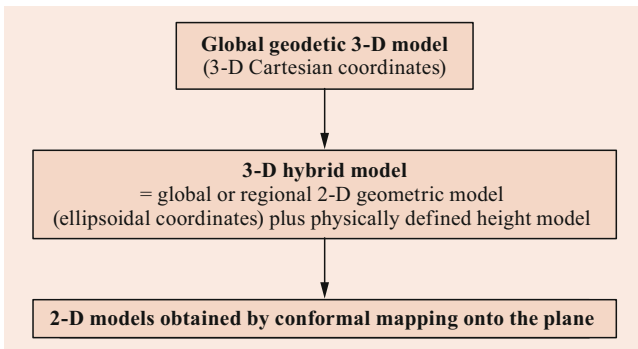 Global geodetic 3-D model
(3-D Cartesian coordinates)
3-D hybrid model
= global or regional 2-D geometric model
(ellipsoidal coordinates) plus physically defined height model
2-D models obtained by conformal mapping onto the plane